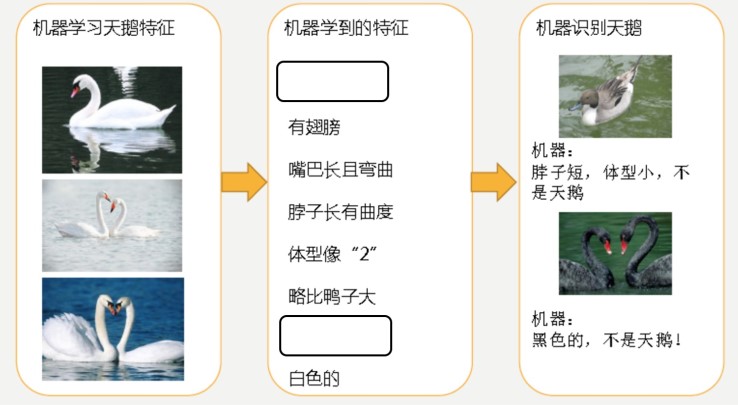 机器学习天鹅特征
机器学到的特征
有翅膀
嘴巴长且弯曲
脖子长有曲度
体型像“2”
略比鸭子大
白色的
机器识别天鹅
机器:
脖子短,体型小,不
是天鹅
机器:
黑色的,不是天鹅!